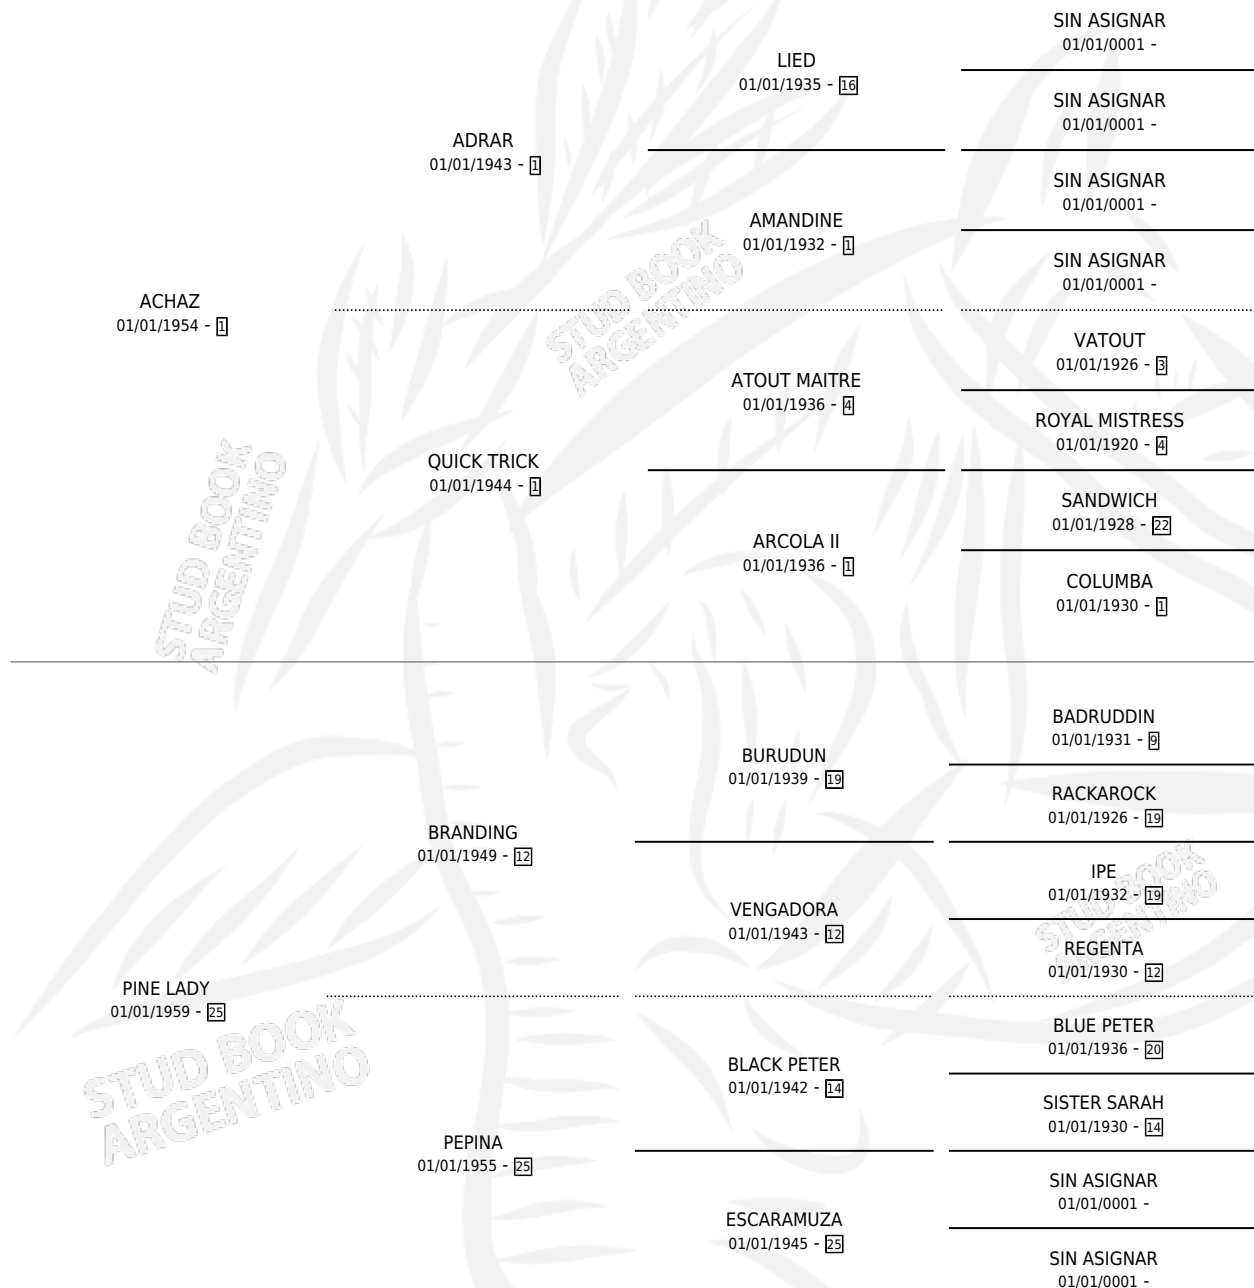 SIN ASIGNAR
01/01/0001 -
LIED
01/01/1935 - 16
SIN ASIGNAR
01/01/0001 -
ADRAR
01/01/1943 - 1
SIN ASIGNAR
01/01/0001 -
AMANDINE
01/01/1932 - 1
SIN ASIGNAR
01/01/0001 -
ACHAZ
01/01/1954 - 1
VATOUT
01/01/1926 - 3
ATOUT MAITRE
01/01/1936 - 4
ROYAL MISTRESS
01/01/1920 - 4
QUICK TRICK
01/01/1944 - 1
SANDWICH
01/01/1928 - 22
ARCOLA II
01/01/1936 - 1
COLUMBA
01/01/1930 - 1
BADRUDDIN
01/01/1931 - 9
BURUDUN
01/01/1939 - 19
RACKAROCK
01/01/1926 - 19
BRANDING
01/01/1949 - 12
IPE
01/01/1932 - 19
VENGADORA
01/01/1943 - 12
REGENTA
01/01/1930 - 12
PINE LADY
01/01/1959 - 25
BLUE PETER
01/01/1936 - 20
BLACK PETER
01/01/1942 - 14
SISTER SARAH
01/01/1930 - 14
PEPINA
01/01/1955 - 25
SIN ASIGNAR
01/01/0001 -
ESCARAMUZA
01/01/1945 - 25
SIN ASIGNAR
01/01/0001 -
STUD BOOK
ARGENTINO
STUD BOOK
ARGENTINO
STUD BOOK
ARGENTINO
STUD BOOK
ARGENTINO